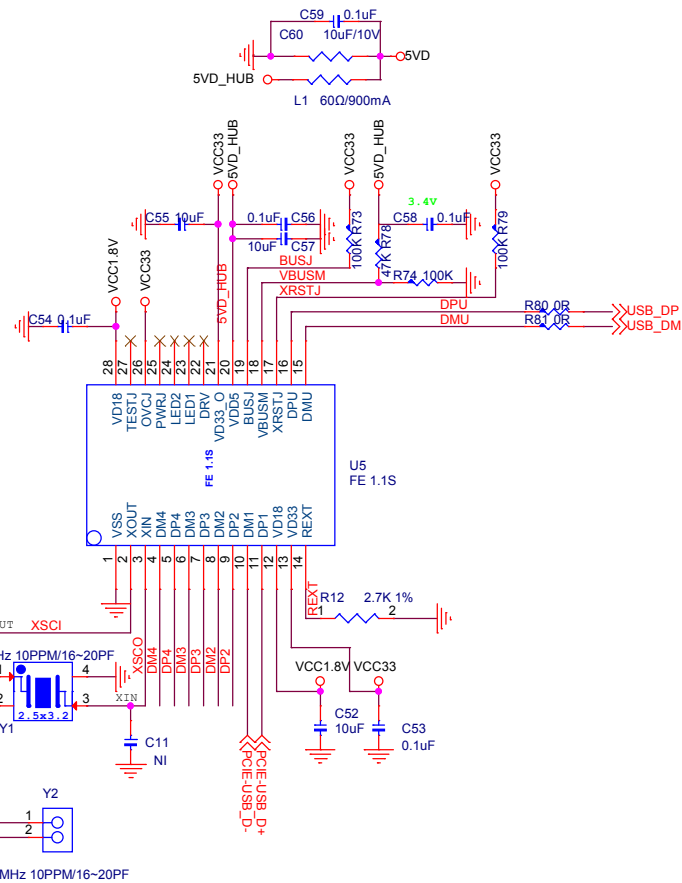 C59 0.1uF
C60 10uF/10V
5VD
5VD_HUB
L1 60Ω/900mA
VCC33
5VD_HUB
VCC33
5VD_HUB
VCC33
3.4V
C55 10uF
0.1uF C56
10uF C57
100K R73
47K R78
C58 0.1uF
100K R79
VCC1.8V
VCC33
5VD_HUB
BUSJ
VBUSM
XRSTJ
R74 100K
C54 0.1uF
DPU
DMU
R80 0R
R81 0R
USB_DP
USB_DM
28 27 26 25 24 23 22 21 20 19 18 17 16 15
VD18 TESTJ OVCJ PWRJ LED2 LED1 DRV VD33_O VDD5 BUSJ VBUSM XRSTJ DPU DMU
FE 1.1S
U5
FE 1.1S
VSS XOUT XIN DM4 DP4 DM3 DP3 DM2 DP2 DM1 DP1 VD18 VD33 REXT
1 2 3 4 5 6 7 8 9 10 11 12 13 14
REXT
R12 2.7K 1%
1 2
UT XSCI
XSCO DM4 DP4 DM3 DP3 DM2 DP2
Hz 10PPM/16~20PF
1 4
2 3
XIN
2.5x3.2
Y1
C11
NI
VCC1.8V VCC33
C52
10uF
C53
0.1uF
PCIE-USB_D-
PCIE-USB_D+
Y2
1
2
MHz 10PPM/16~20PF